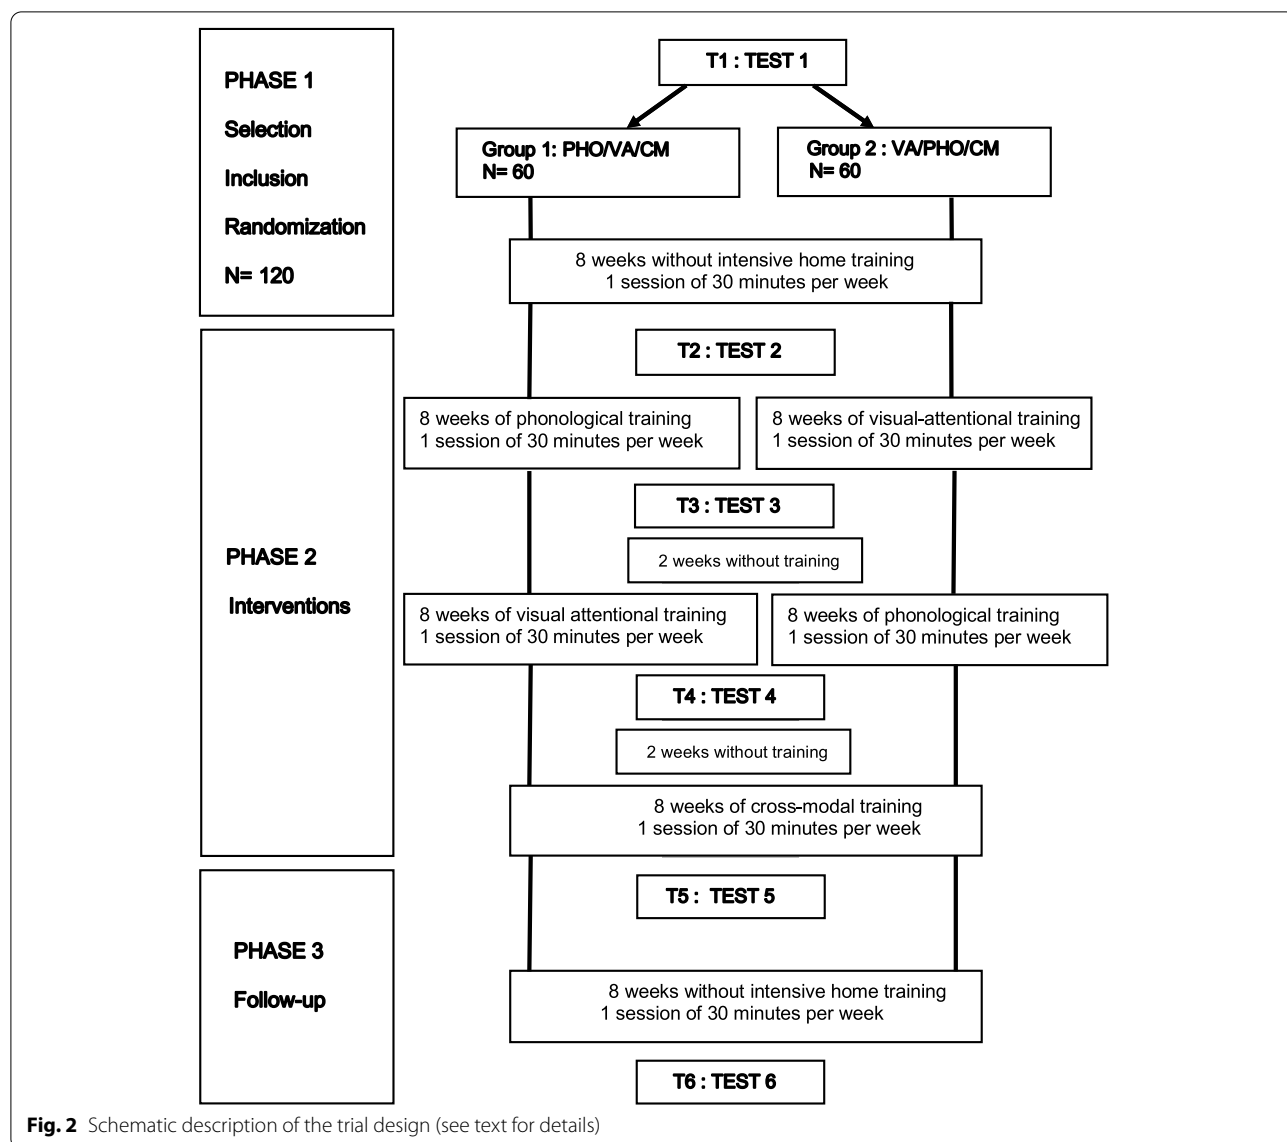 PHASE 1
Selection
Inclusion
Randomization
N= 120
T1 : TEST 1
Group 1: PHO/VA/CM
N= 60
Group 2 : VA/PHO/CM
N= 60
8 weeks without intensive home training
1 session of 30 minutes per week
PHASE 2
Interventions
T2 : TEST 2
8 weeks of phonological training
1 session of 30 minutes per week
8 weeks of visual-attentional training
1 session of 30 minutes per week
T3 : TEST 3
2 weeks without training
8 weeks of visual attentional training
1 session of 30 minutes per week
8 weeks of phonological training
1 session of 30 minutes per week
T4 : TEST 4
2 weeks without training
8 weeks of cross-modal training
1 session of 30 minutes per week
PHASE 3
Follow-up
T5 : TEST 5
8 weeks without intensive home training
1 session of 30 minutes per week
T6 : TEST 6
Fig. 2 Schematic description of the trial design (see text for details)